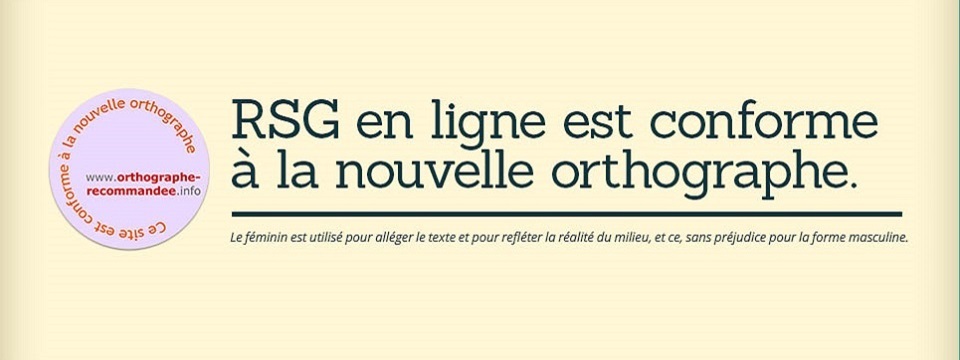 Ce site est conforme à la nouvelle orthographe
www.orthographe-
recommandee.info
RSG en ligne est conforme
à la nouvelle orthographe.
Le féminin est utilisé pour alléger le texte et pour refléter la réalité du milieu, et ce, sans préjudice pour la forme masculine.